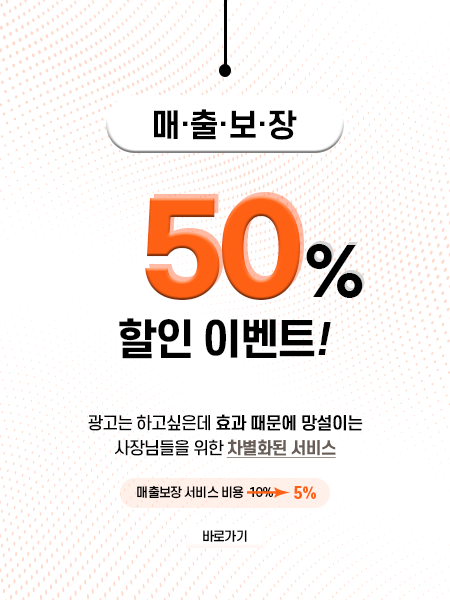 매·출·보·장
50%
할인 이벤트!
광고는 하고싶은데 효과 때문에 망설이는
사장님들을 위한 차별화된 서비스
매출보장 서비스 비용 10% 5%
바로가기